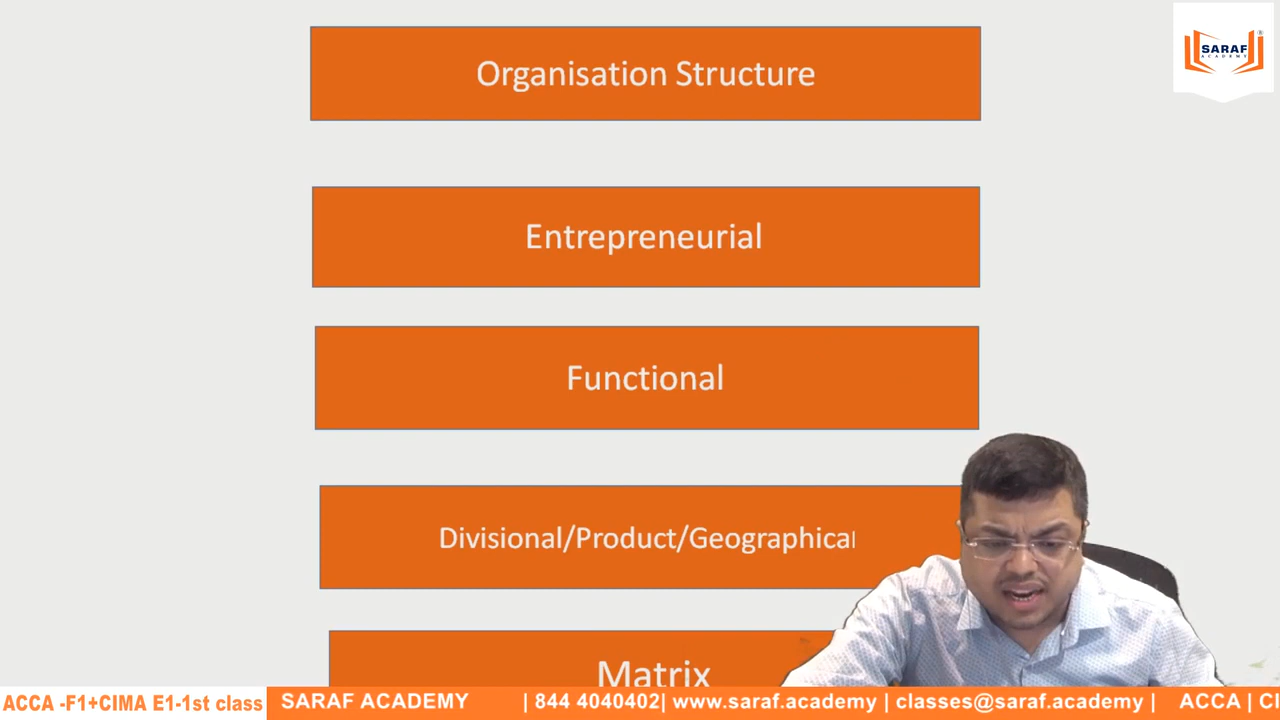 Organisation Structure
SARAF
ACADEMY
Entrepreneurial
Functional
Divisional/Product/Geographical
Matrix
ACCA -F1+CIMA E1-1st class
SARAF ACADEMY | 844 4040402| www.saraf.academy | classes@saraf.academy | ACCA | CI